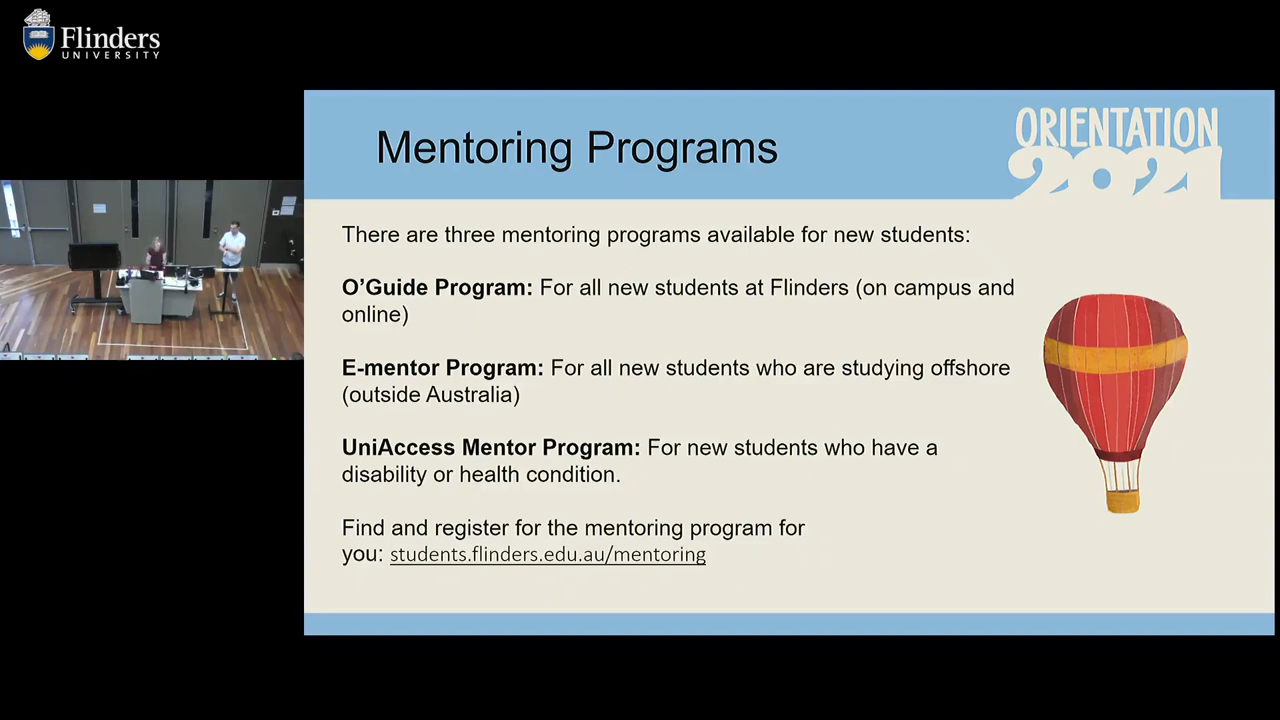 Flinders
UNIVERSITY
Mentoring Programs
ORIENTATION
2021
There are three mentoring programs available for new students:
O’Guide Program: For all new students at Flinders (on campus and
online)
E-mentor Program: For all new students who are studying offshore
(outside Australia)
UniAccess Mentor Program: For new students who have a
disability or health condition.
Find and register for the mentoring program for
you: students.flinders.edu.au/mentoring